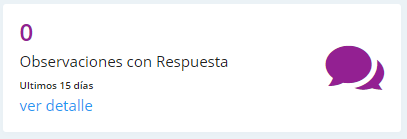 0
Observaciones con Respuesta
Ultimos 15 días
ver detalle